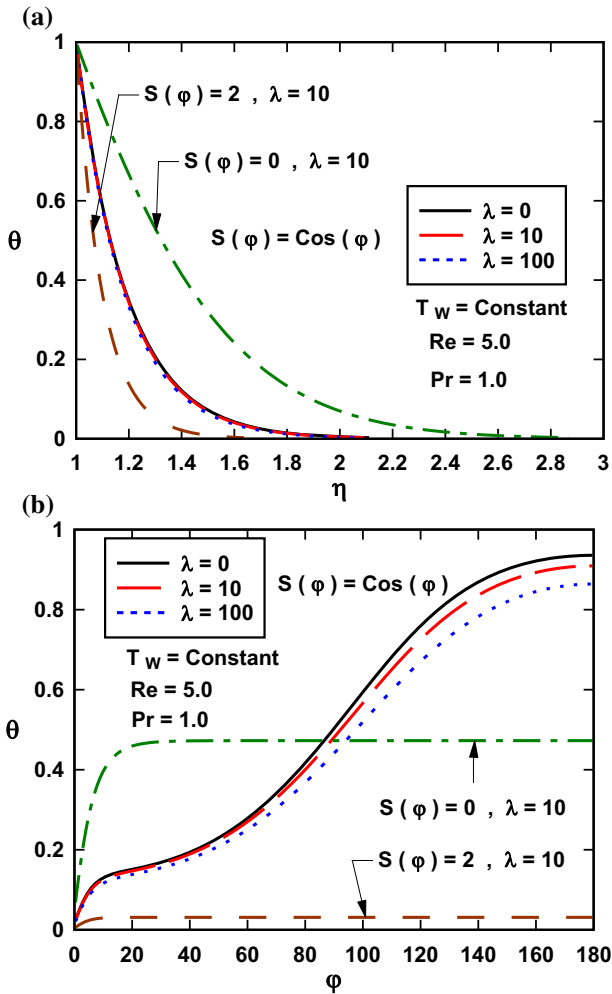 (a)
1
0.8
0.6
0.4
0.2
0
θ
S ( φ ) = 2 , λ = 10
S ( φ ) = 0 , λ = 10
S ( φ ) = Cos ( φ )
λ = 0
λ = 10
λ = 100
T W = Constant
Re = 5.0
Pr = 1.0
1 1.2 1.4 1.6 1.8 2 2.2 2.4 2.6 2.8 3
η
(b)
1
0.8
0.6
0.4
0.2
0
θ
λ = 0
λ = 10
λ = 100
S ( φ ) = Cos ( φ )
T W = Constant
Re = 5.0
Pr = 1.0
S ( φ ) = 0 , λ = 10
S ( φ ) = 2 , λ = 10
0 20 40 60 80 100 120 140 160 180
φ